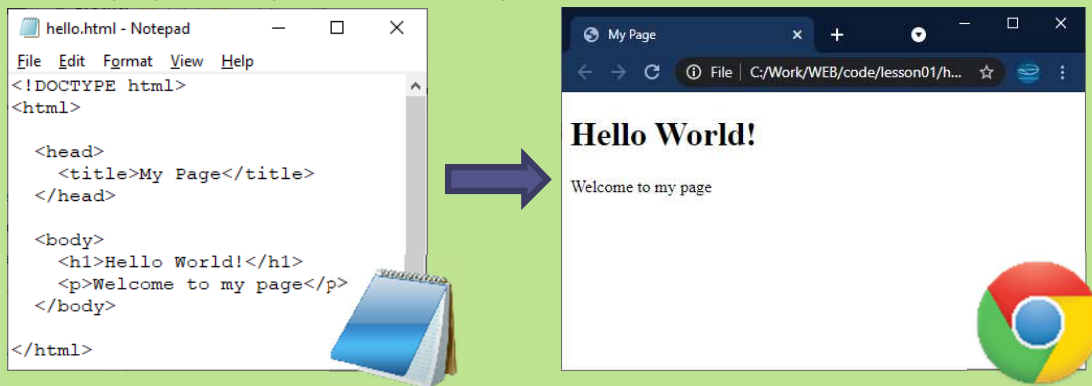 hello.html - Notepad
File Edit Format View Help
<!DOCTYPE html>
<html>
<head>
<title>My Page</title>
</head>
<body>
<h1>Hello World!</h1>
<p>Welcome to my page</p>
</body>
</html>
My Page
File C:/Work/WEB/code/lesson01/h...
Hello World!
Welcome to my page